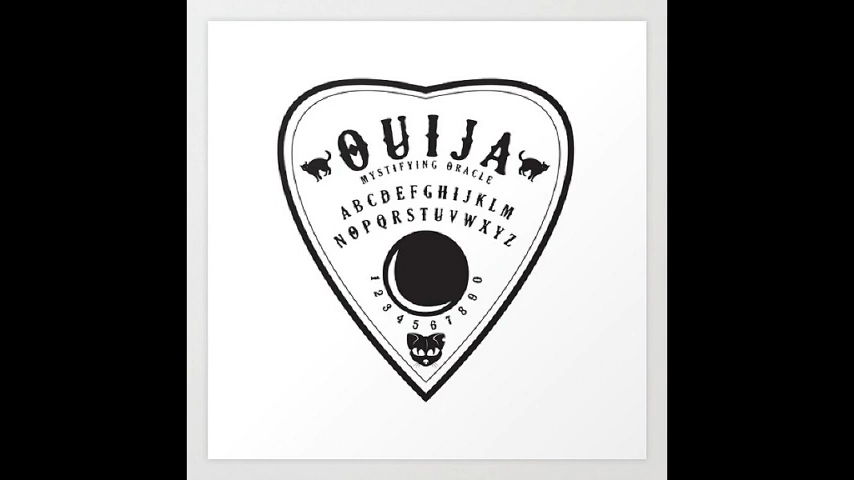 OUIJA
MYSTIFYING ORACLE
ABCDEFGHIJKLM
NOPQRSTUVWXYZ
1234567890